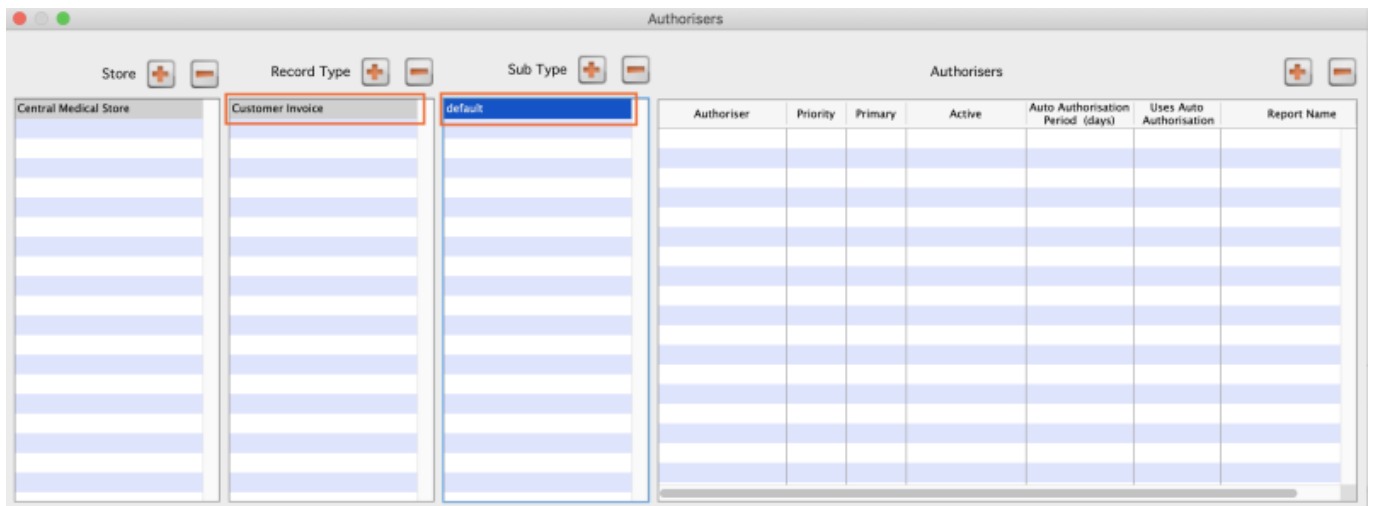 Authorisers
Store
Record Type
Sub Type
Authorisers
Central Medical Store
Customer Invoice
default
Authoriser
Priority
Primary
Active
Auto Authorisation
Period (days)
Uses Auto
Authorisation
Report Name